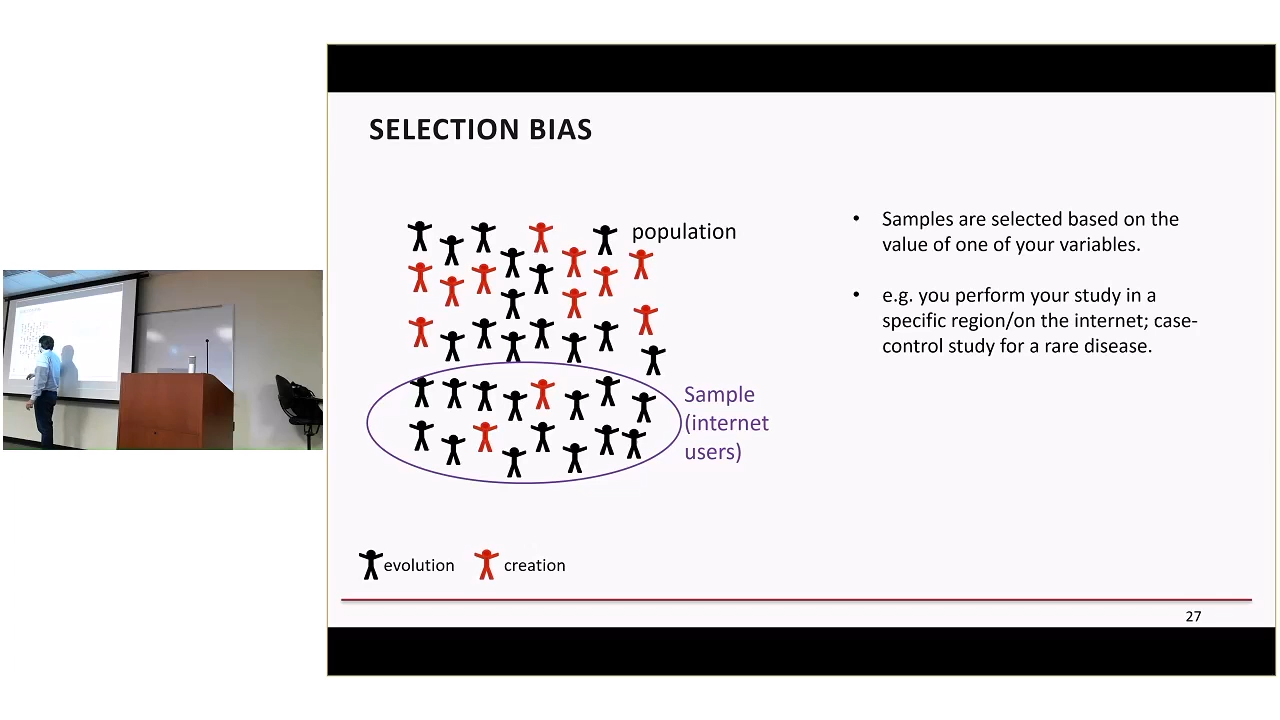 SELECTION BIAS
population
Sample
(internet
users)
evolution
creation
• Samples are selected based on the
value of one of your variables.
• e.g. you perform your study in a
specific region/on the internet; case-
control study for a rare disease.
27